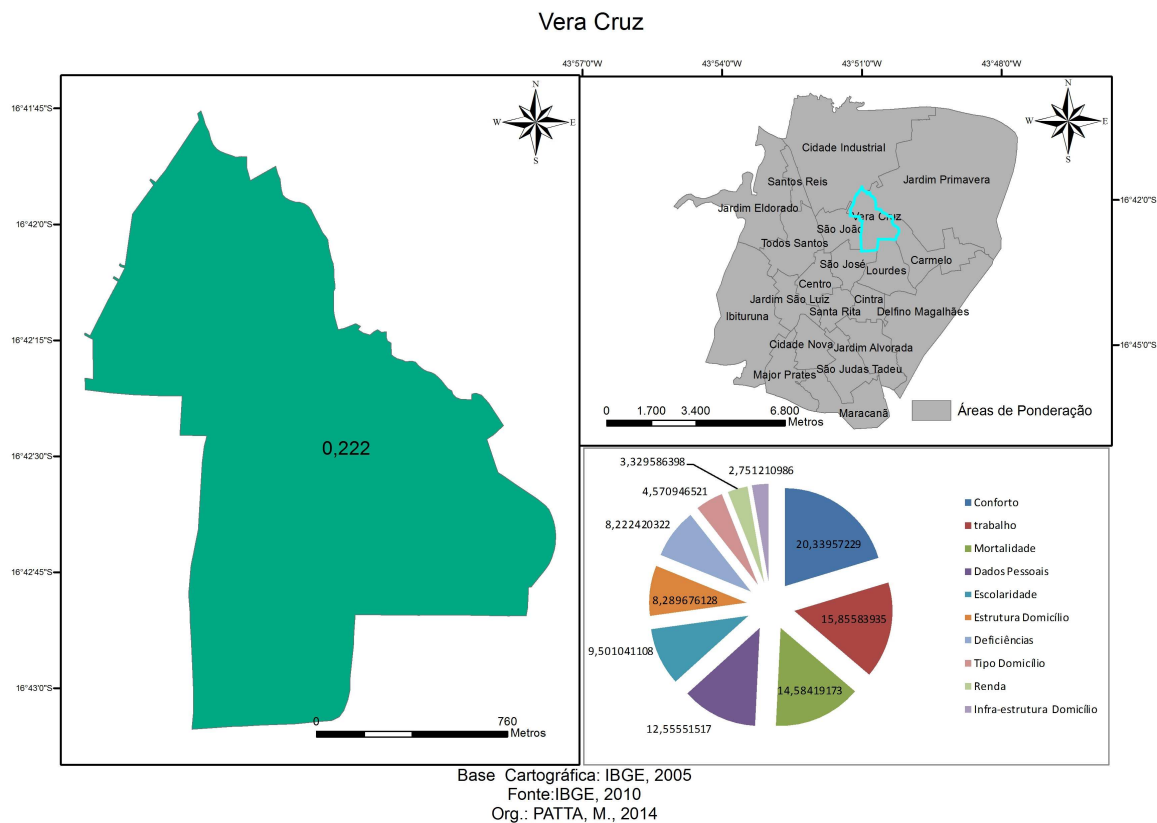 Vera Cruz
43°57'0"W
43°54'0"W
43°51'0"W
43°48'0"W
16°41'45"S
16°42'0"S
16°42'15"S
16°42'30"S
16°42'45"S
16°43'0"S
N
W
E
S
0,222
0
760
Metros
N
W
E
S
16°42'0"S
16°45'0"S
Cidade Industrial
Santos Reis
Jardim Primavera
Jardim Eldorado
Vera Cruz
São João
Todos Santos
São José
Carmelo
Lourdes
Centro
Jardim São Luiz
Cintra
Ibituruna
Santa Rita
Delfino Magalhães
Cidade Nova
Jardim Alvorada
São Judas Tadeu
Major Prates
Maracanã
0
1.700
3.400
6.800
Metros
Áreas de Ponderação
3,329586398
2,751210986
4,570946521
8,222420322
20,33957229
8,289676128
15,85583935
9,501041108
14,58419173
12,55551517
Conforto
trabalho
Mortalidade
Dados Pessoais
Escolaridade
Estrutura Domicílio
Deficiências
Tipo Domicílio
Renda
Infra-estrutura Domicílio
Base Cartográfica: IBGE, 2005
Fonte:IBGE, 2010
Org.: PATTA, M., 2014